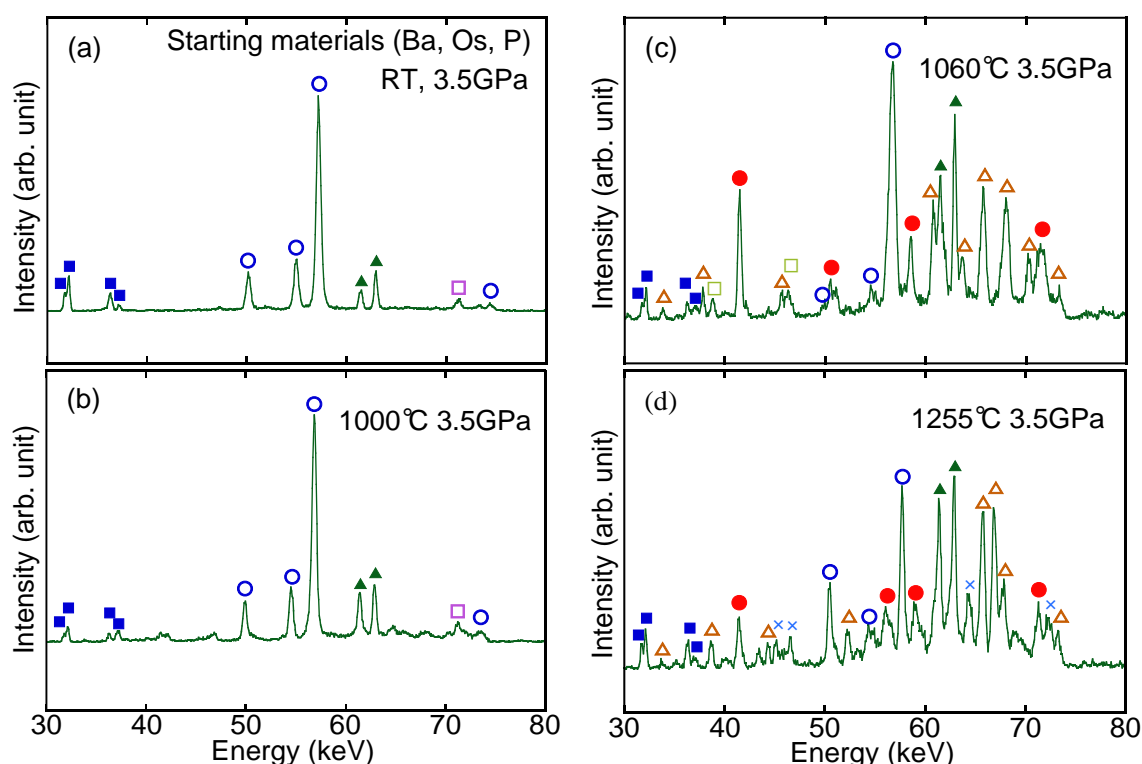 (a)
Starting materials (Ba, Os, P)
RT, 3.5GPa
Intensity (arb. unit)
(b)
1000℃ 3.5GPa
Intensity (arb. unit)
30 40 50 60 70 80
Energy (keV)
(c)
1060℃ 3.5GPa
Intensity (arb. unit)
(d)
1255℃ 3.5GPa
Intensity (arb. unit)
30 40 50 60 70 80
Energy (keV)